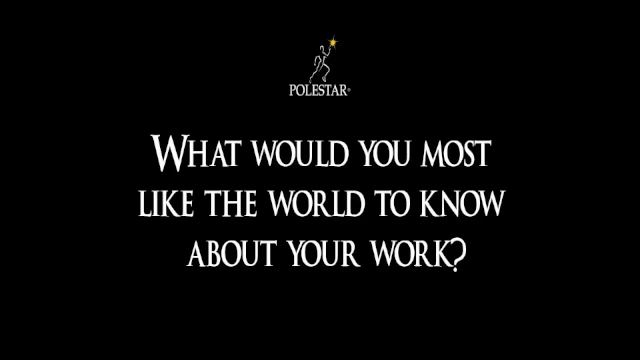 POLESTAR®
WHAT WOULD YOU MOST
LIKE THE WORLD TO KNOW
ABOUT YOUR WORK?